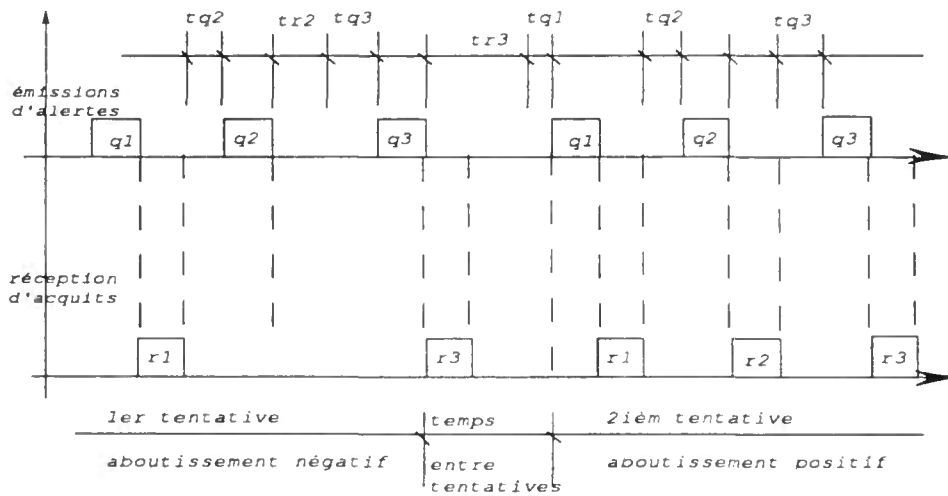 tq2 tr2 tq3 tr3 tq1 tq2 tq3
émissions
d'alertes
q1 q2 q3 q1 q2 q3
réception
d'acquits
r1 r3 r1 r2 r3
1er tentative temps 2ièm tentative
aboutissement négatif entre aboutissement positif
tentatives